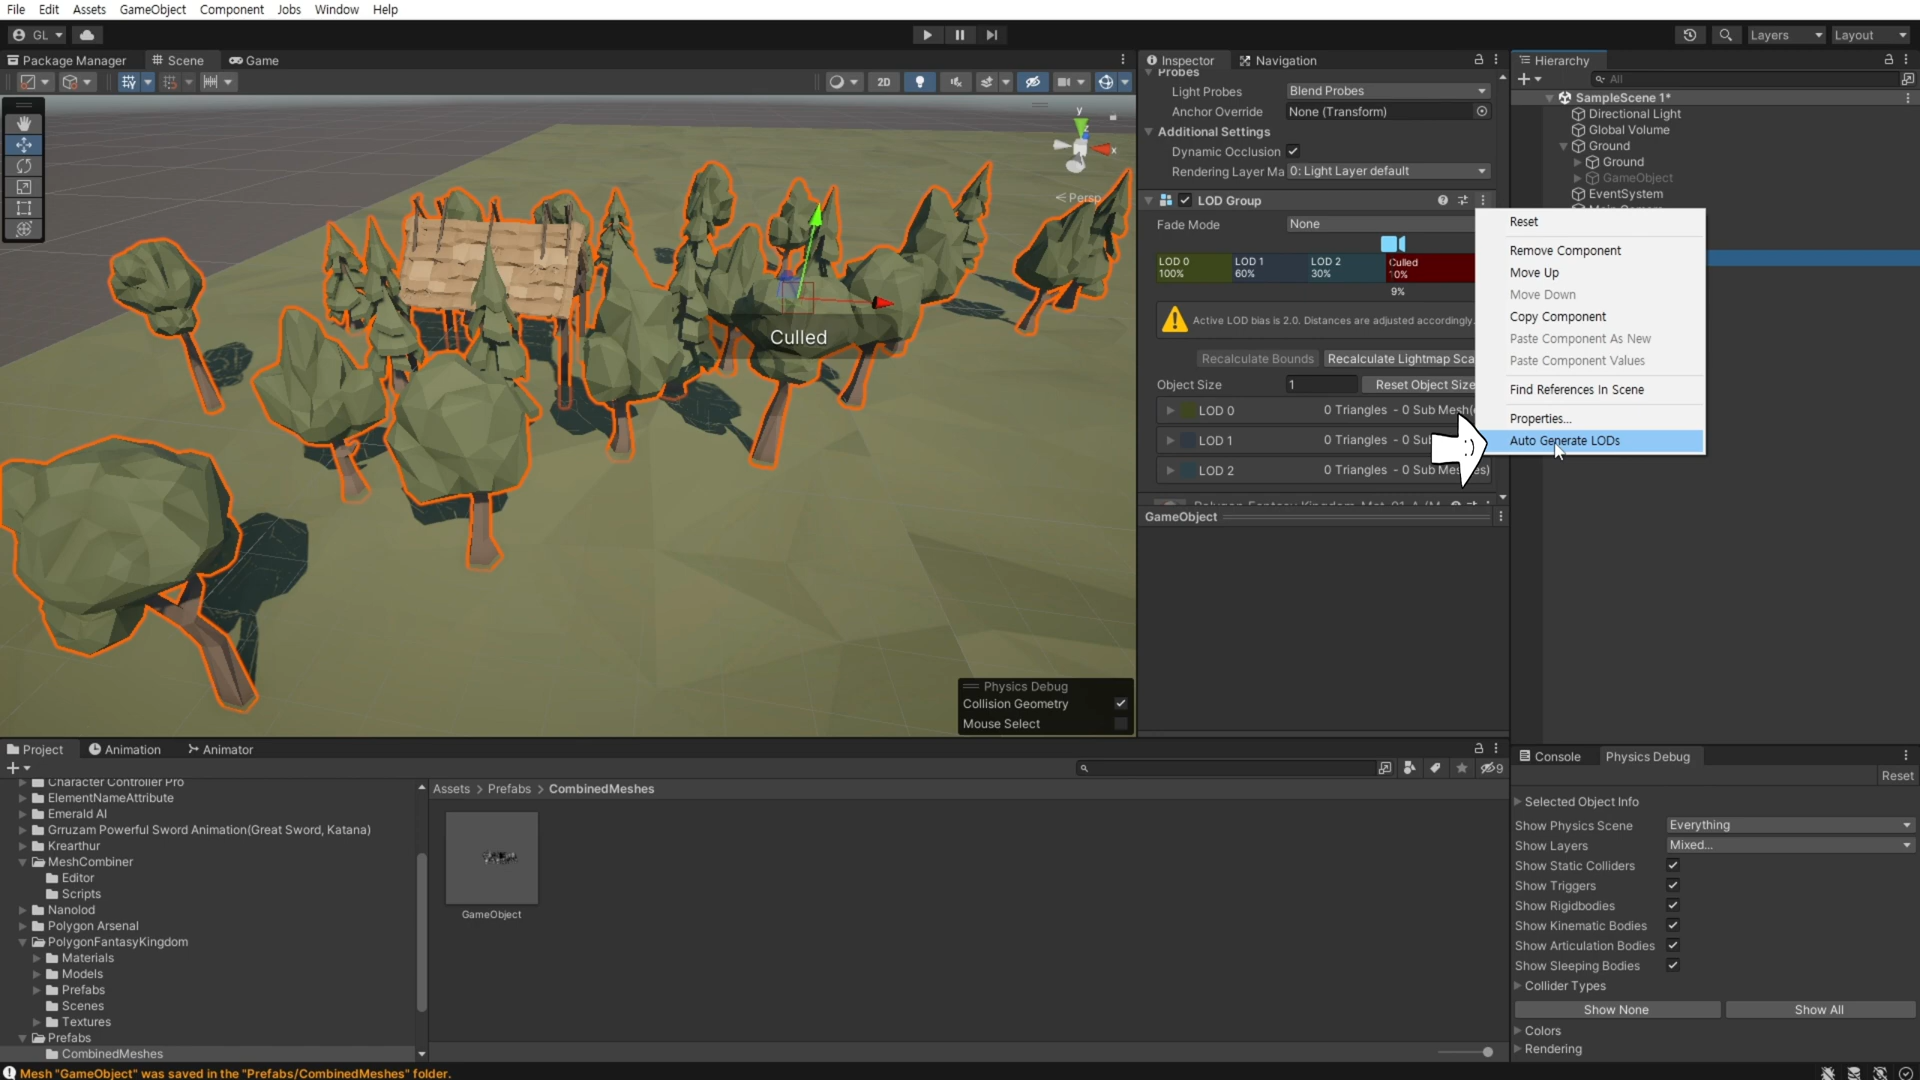 File Edit Assets GameObject Component Jobs Window Help
GL
Layers Layout
Package Manager Scene Game
2D
y
x
Persp
Culled
Physics Debug
Collision Geometry
Mouse Select
Inspector Navigation
Probes
Light Probes Blend Probes
Anchor Override None (Transform)
Additional Settings
Dynamic Occlusion
Rendering Layer Ma 0: Light Layer default
LOD Group
Fade Mode None
LOD 0 LOD 1 LOD 2 Culled
100% 60% 30% 10%
9%
Active LOD bias is 2.0. Distances are adjusted accordingly.
Recalculate Bounds Recalculate Lightmap Sca
Object Size 1 Reset Object Size
LOD 0 0 Triangles - 0 Sub Mesh(
LOD 1 0 Triangles - 0 Sub
LOD 2 0 Triangles - 0 Sub Meshes)
GameObject
Reset
Remove Component
Move Up
Move Down
Copy Component
Paste Component As New
Paste Component Values
Find References In Scene
Properties...
Auto Generate LODs
Hierarchy
All
SampleScene 1*
Directional Light
Global Volume
Ground
Ground
GameObject
EventSystem
Project Animation Animator
9
Character Controller Pro
ElementNameAttribute
Emerald AI
Grruzam Powerful Sword Animation(Great Sword, Katana)
Krearthur
MeshCombiner
Editor
Scripts
Nanolod
Polygon Arsenal
PolygonFantasyKingdom
Materials
Models
Prefabs
Scenes
Textures
Prefabs
CombinedMeshes
Assets > Prefabs > CombinedMeshes
GameObject
Console Physics Debug
Reset
Selected Object Info
Show Physics Scene Everything
Show Layers Mixed...
Show Static Colliders
Show Triggers
Show Rigidbodies
Show Kinematic Bodies
Show Articulation Bodies
Show Sleeping Bodies
Collider Types
Show None Show All
Colors
Rendering
Mesh "GameObject" was saved in the "Prefabs/CombinedMeshes" folder.